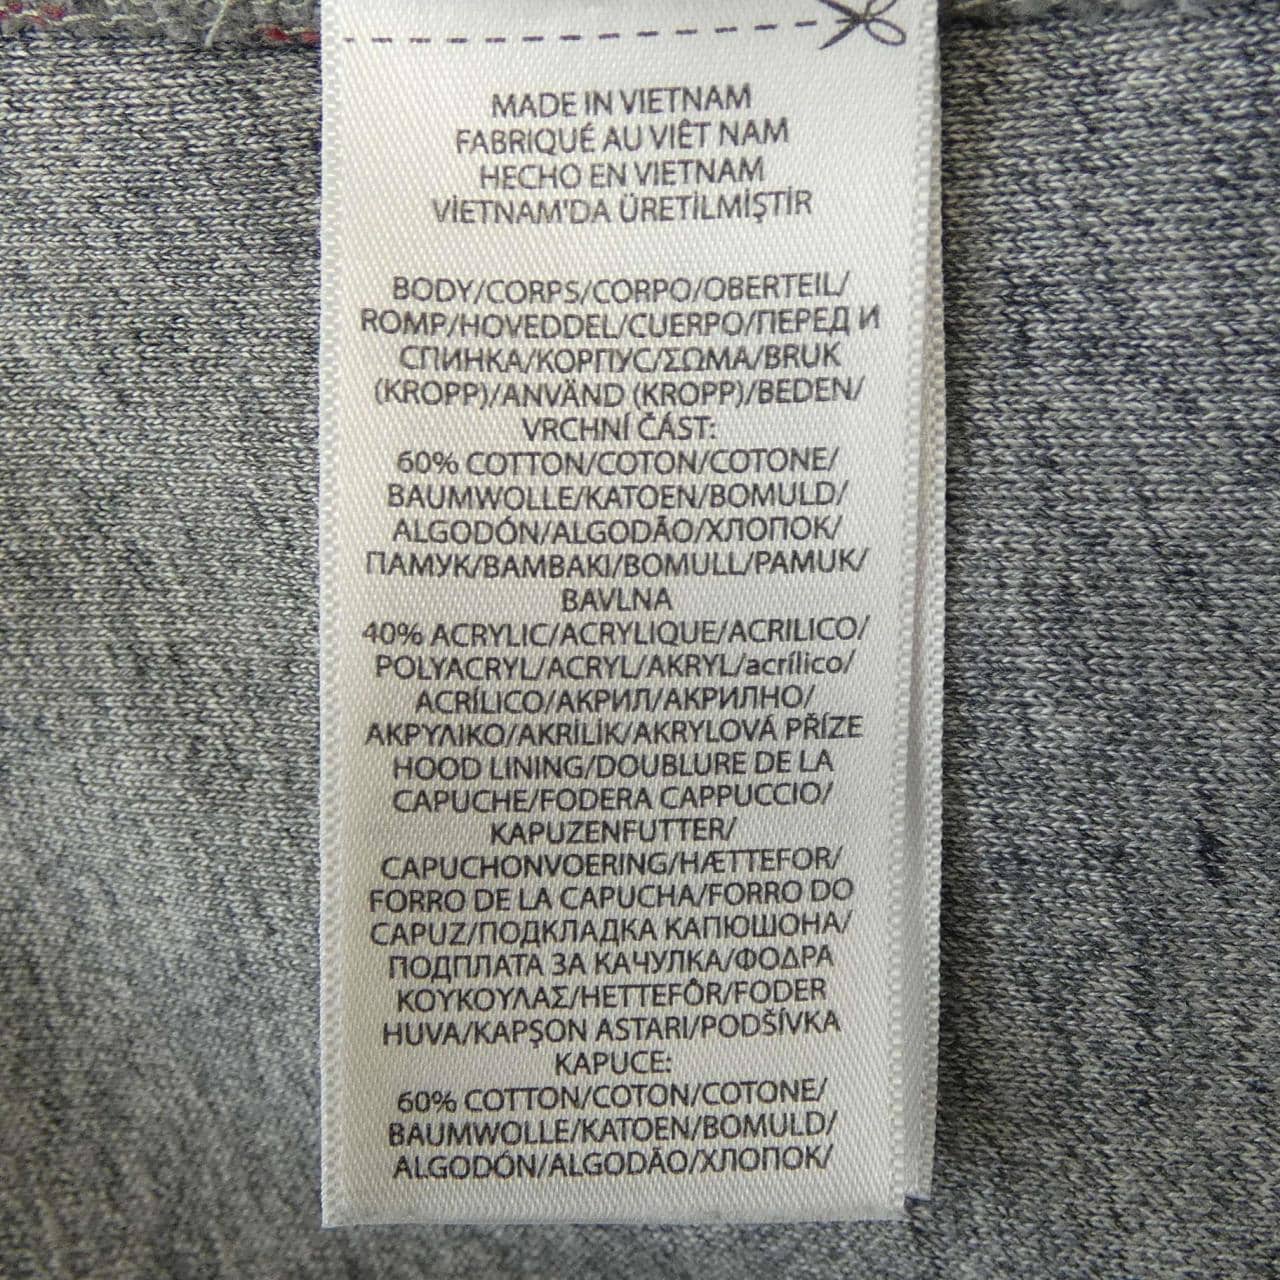 MADE IN VIETNAM
FABRIQUÉ AU VIÊT NAM
HECHO EN VIETNAM
VİETNAM'DA ÜRETİLMİŞTİR
BODY/CORPS/CORPO/OBERTEIL/
ROMP/HOVEDDEL/CUERPO/ПЕРЕД И
СПИНКА/КОРПУС/ΣΩΜΑ/BRUK
(KROPP)/ANVÄND (KROPP)/BEDEN/
VRCHNÍ ČÁST:
60% COTTON/COTON/COTONE/
BAUMWOLLE/KATOEN/BOMULD/
ALGODÓN/ALGODÃO/ХЛОПОК/
ПАМУК/ΒΑΜΒΑΚΙ/BOMULL/PAMUK/
BAVLNA
40% ACRYLIC/ACRYLIQUE/ACRILICO/
POLYACRYL/ACRYL/AKRYL/acrílico/
ACRÍLICO/АКРИЛ/АКРИЛНО/
ΑΚΡΥΛΙΚΟ/AKRİLİK/AKRYLOVÁ PŘÍZE
HOOD LINING/DOUBLURE DE LA
CAPUCHE/FODERA CAPPUCCIO/
KAPUZENFUTTER/
CAPUCHONVOERING/HÆTTEFOR/
FORRO DE LA CAPUCHA/FORRO DO
CAPUZ/ПОДКЛАДКА КАПЮШОНА/
ПОДПЛАТА ЗА КАЧУЛКА/ΦΟΔΡΑ
ΚΟΥΚΟΥΛΑΣ/HETTEFÔR/FODER
HUVA/KAPŞON ASTARI/PODŠÍVKA
KAPUCE:
60% COTTON/COTON/COTONE/
BAUMWOLLE/KATOEN/BOMULD/
ALGODÓN/ALGODÃO/ХЛОПОК/